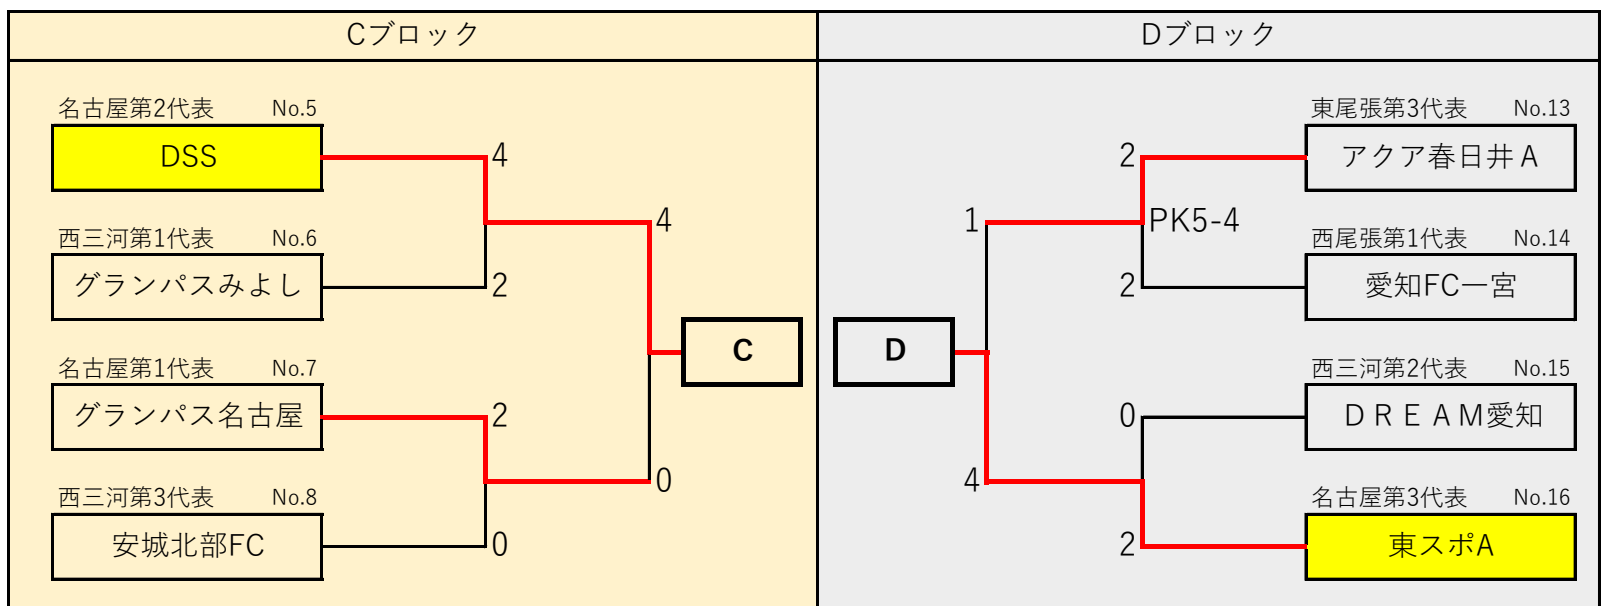 Cブロック
名古屋第2代表 No.5
DSS
4
西三河第1代表 No.6
グランパスみよし
2
4
名古屋第1代表 No.7
グランパス名古屋
2
西三河第3代表 No.8
安城北部FC
0
0
C
Dブロック
東尾張第3代表 No.13
アクア春日井A
2
PK5-4
西尾張第1代表 No.14
愛知FC一宮
2
1
西三河第2代表 No.15
DREAM愛知
0
名古屋第3代表 No.16
東スポA
2
4
D